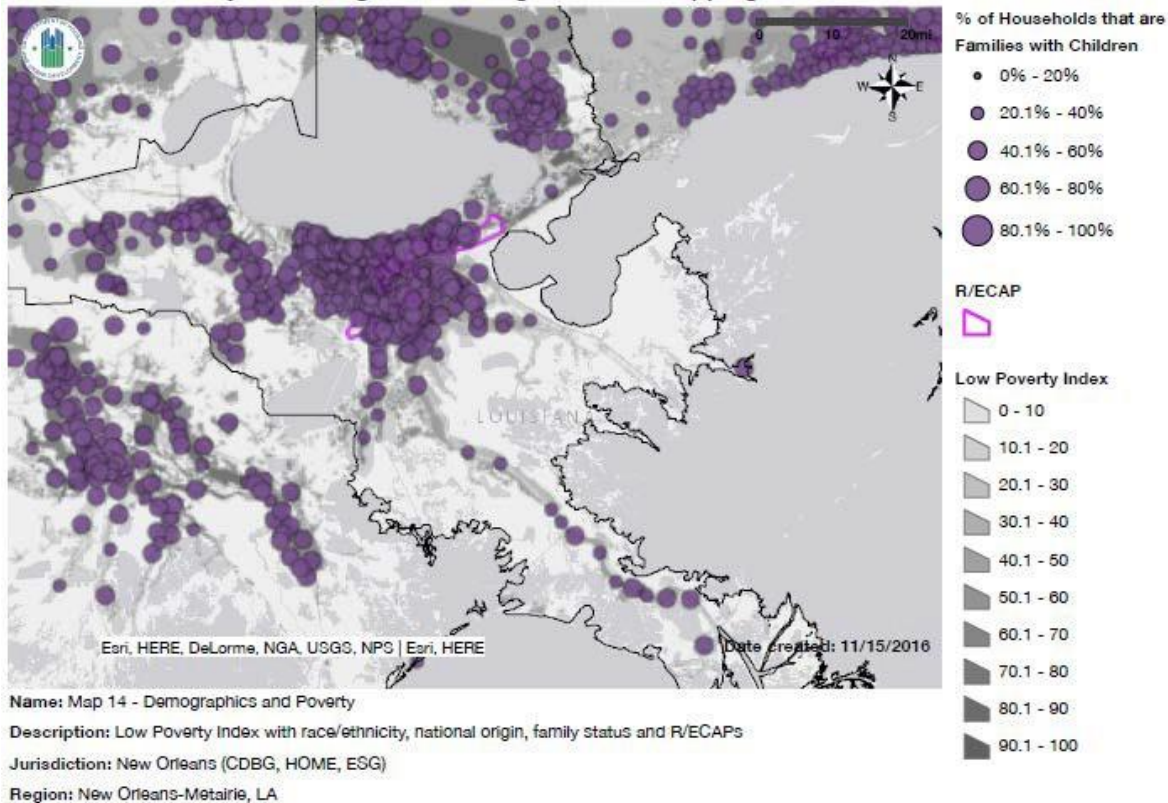 0 10 20mi
N
W E
S
LOUISIANA
Esri, HERE, DeLorme, NGA, USGS, NPS | Esri, HERE
Date created: 11/15/2016
% of Households that are
Families with Children
0% - 20%
20.1% - 40%
40.1% - 60%
60.1% - 80%
80.1% - 100%
R/ECAP
Low Poverty Index
0 - 10
10.1 - 20
20.1 - 30
30.1 - 40
40.1 - 50
50.1 - 60
60.1 - 70
70.1 - 80
80.1 - 90
90.1 - 100
Name: Map 14 - Demographics and Poverty
Description: Low Poverty Index with race/ethnicity, national origin, family status and R/ECAPs
Jurisdiction: New Orleans (CDBG, HOME, ESG)
Region: New Orleans-Metairie, LA